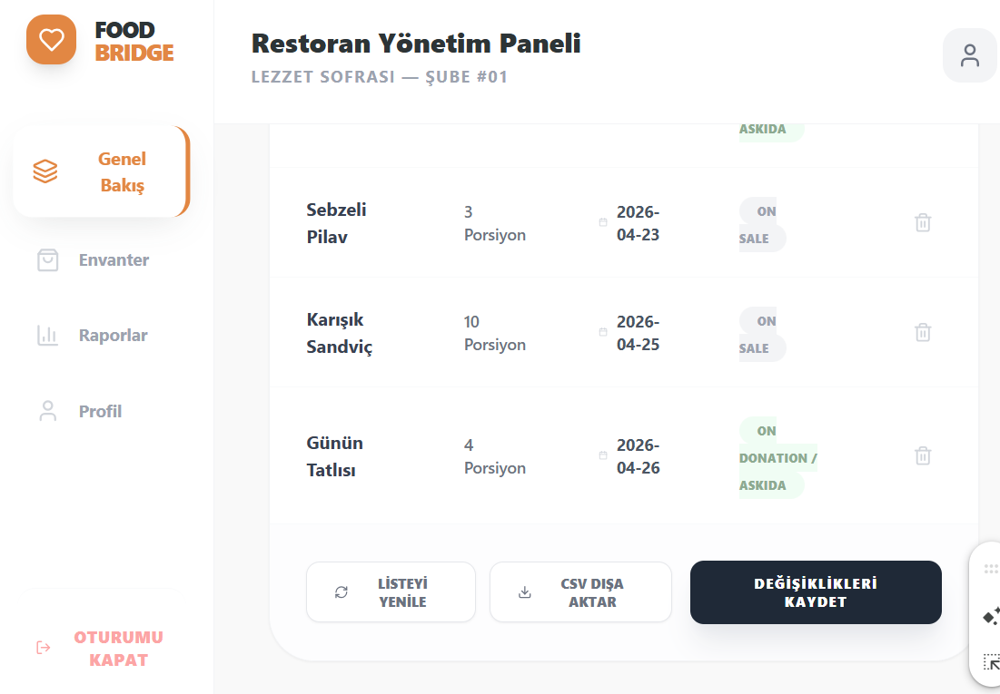 FOOD
BRIDGE
Restoran Yönetim Paneli
LEZZET SOFRASI — ŞUBE #01
Genel
Bakış
Envanter
Raporlar
Profil
OTURUMU
KAPAT
ASKIDA
Sebzeli
Pilav
3
Porsiyon
2026-
04-23
ON
SALE
Karışık
Sandviç
10
Porsiyon
2026-
04-25
ON
SALE
Günün
Tatlısı
4
Porsiyon
2026-
04-26
ON
DONATION /
ASKIDA
LİSTEYİ
YENİLE
CSV DIŞA
AKTAR
DEĞİŞİKLİKLERİ
KAYDET